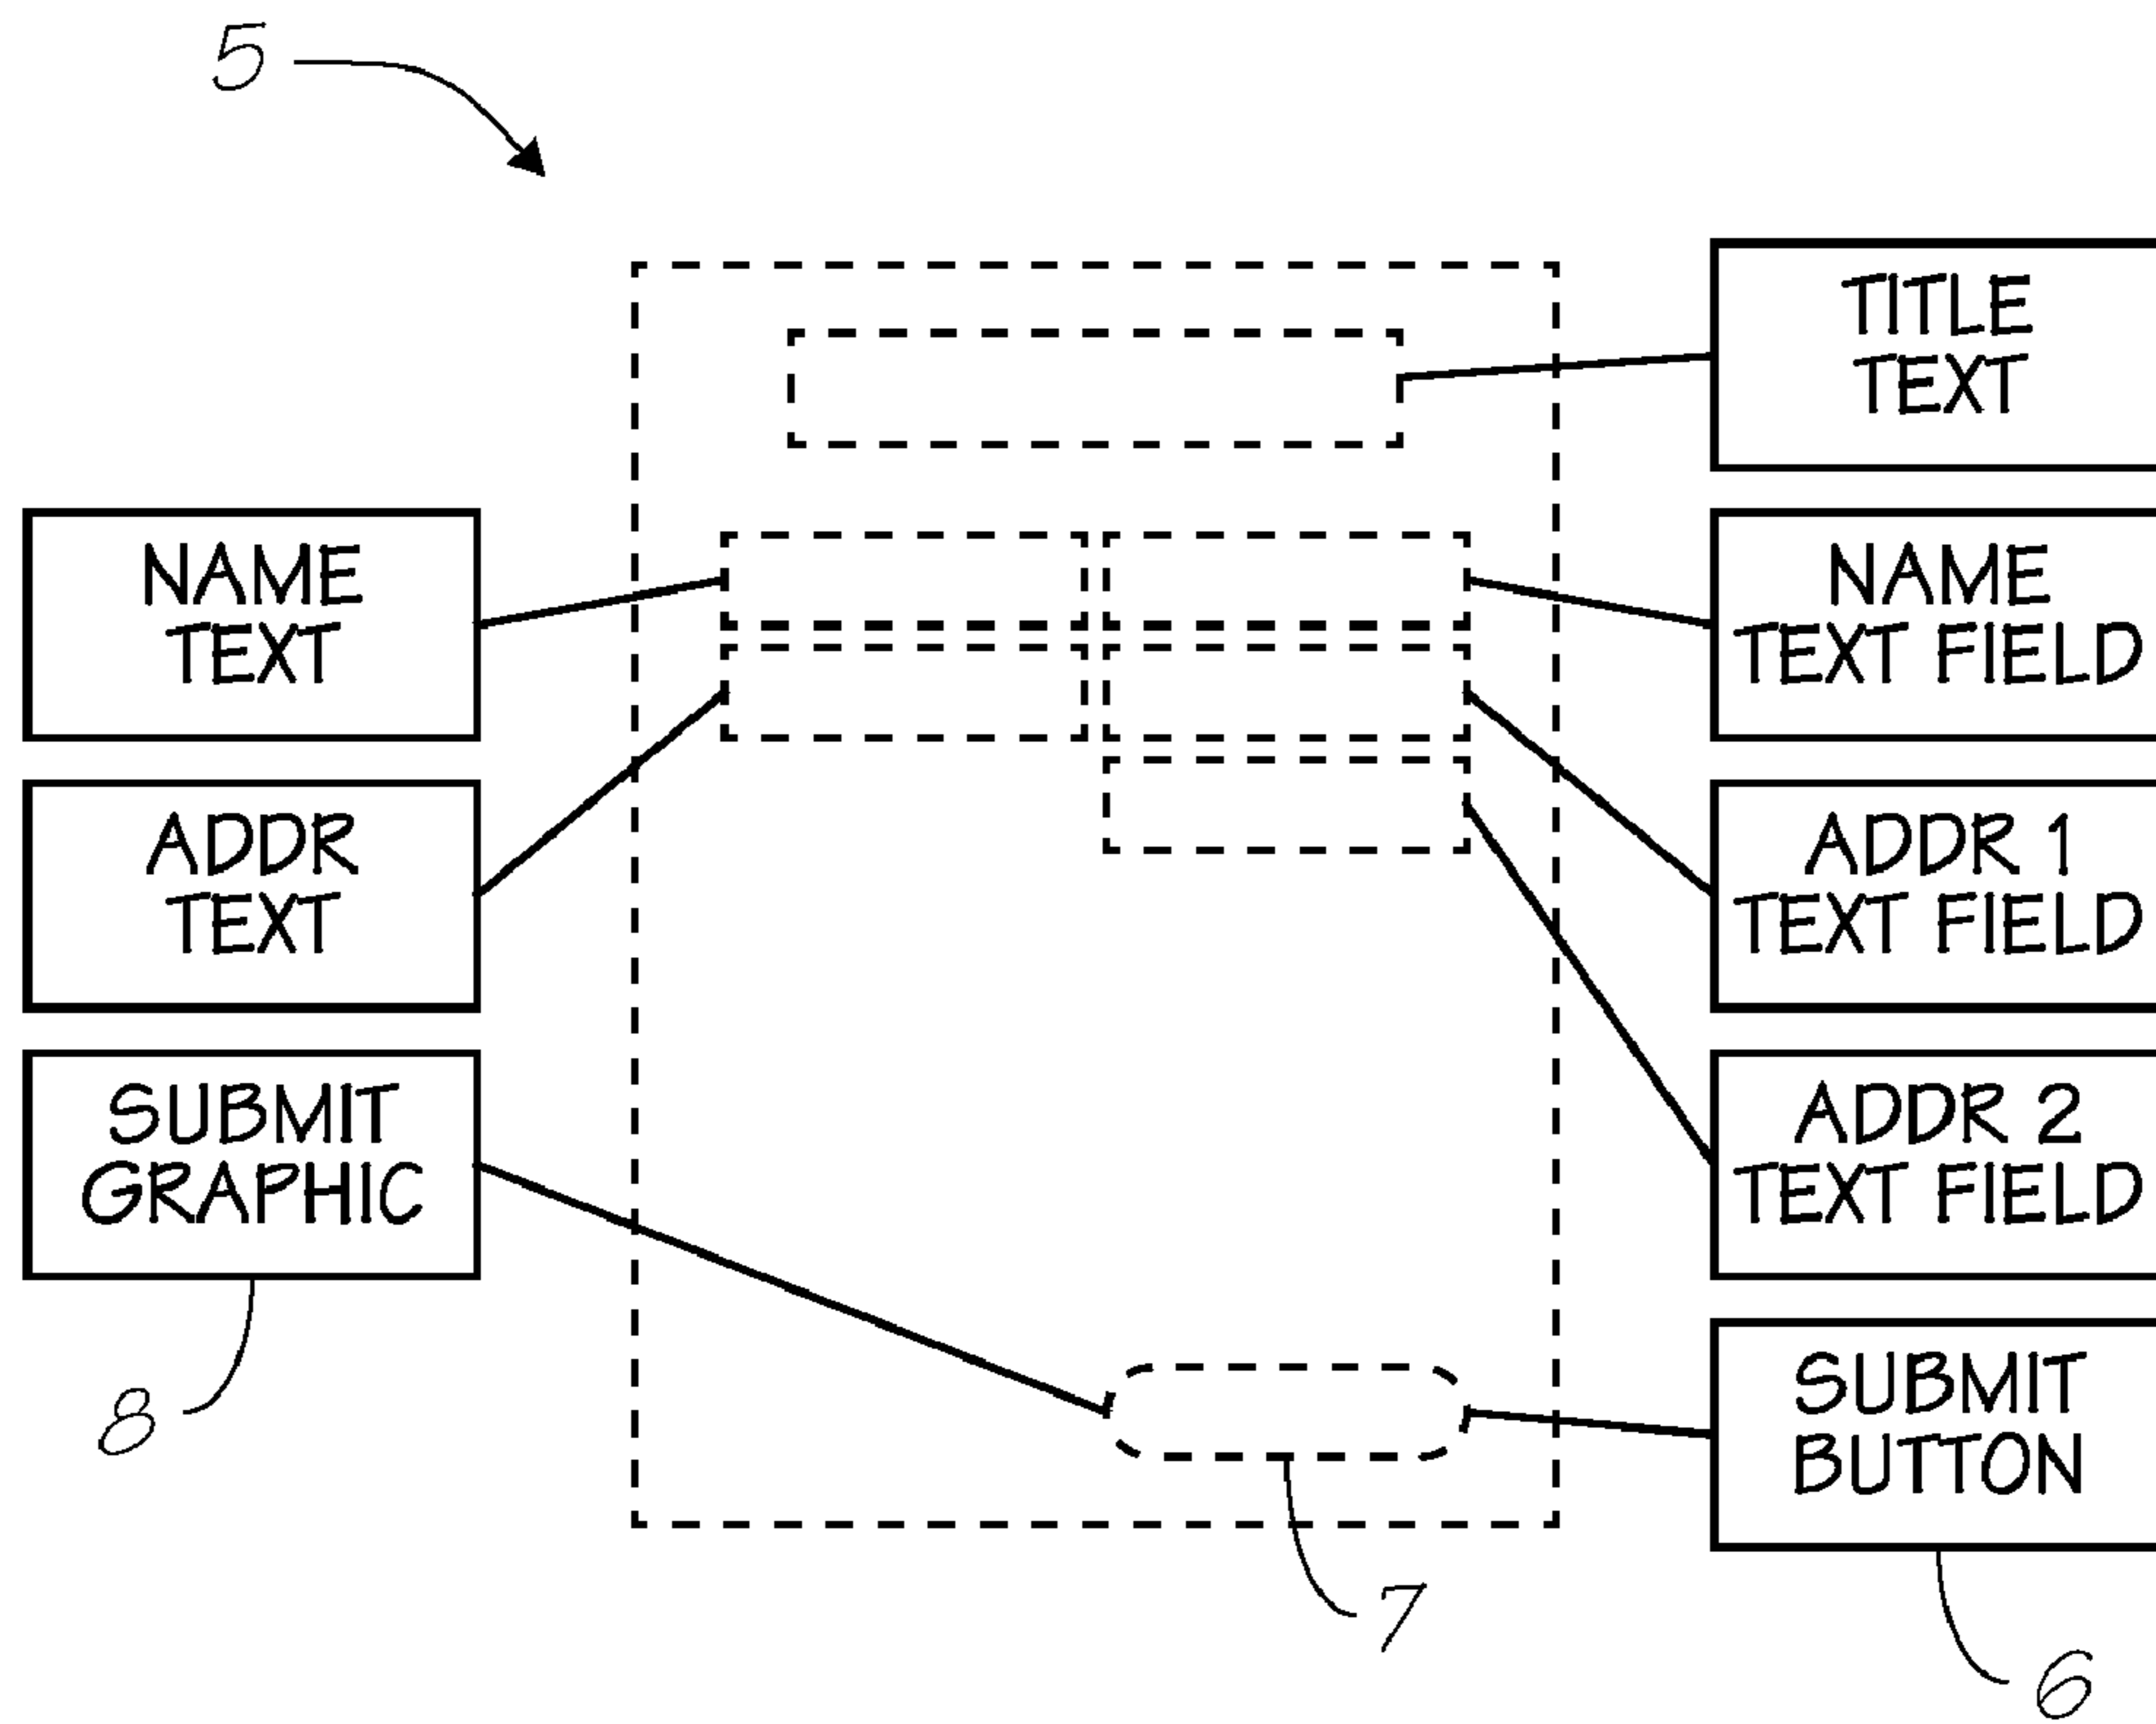 5
TITLE
TEXT
NAME
TEXT
NAME
TEXT FIELD
ADDR
TEXT
ADDR 1
TEXT FIELD
SUBMIT
GRAPHIC
ADDR 2
TEXT FIELD
SUBMIT
BUTTON
8
7
6